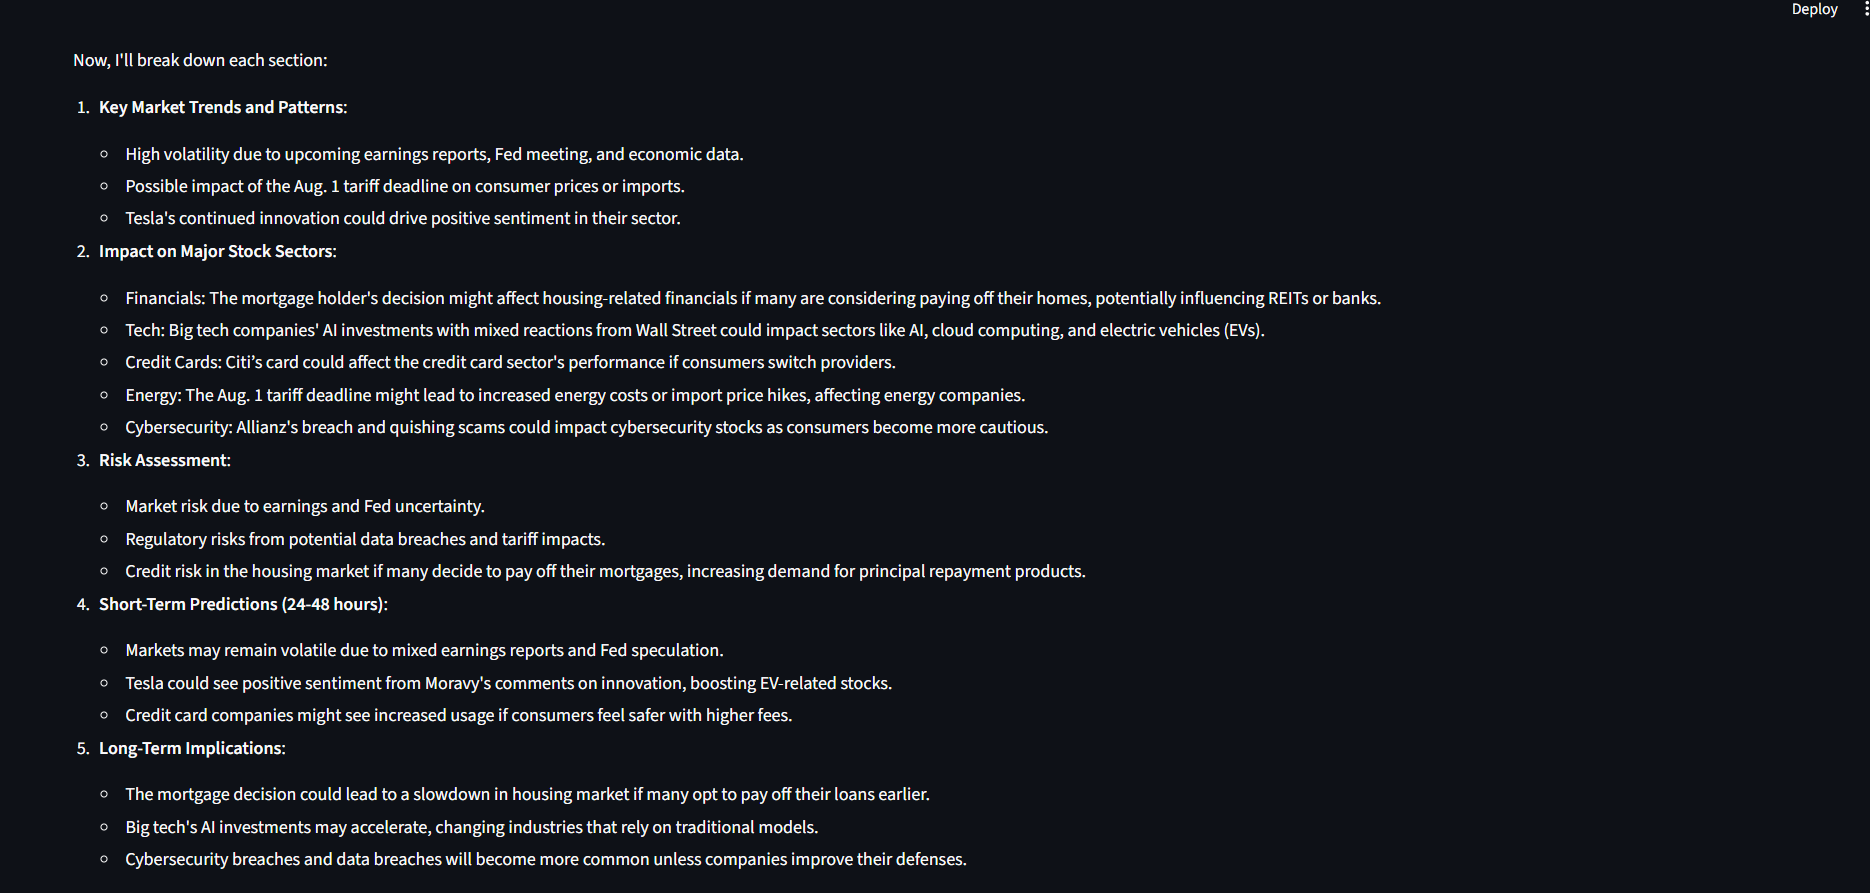 Deploy
Now, I'll break down each section:
1. Key Market Trends and Patterns:
High volatility due to upcoming earnings reports, Fed meeting, and economic data.
Possible impact of the Aug. 1 tariff deadline on consumer prices or imports.
Tesla's continued innovation could drive positive sentiment in their sector.
2. Impact on Major Stock Sectors:
Financials: The mortgage holder's decision might affect housing-related financials if many are considering paying off their homes, potentially influencing REITs or banks.
Tech: Big tech companies' AI investments with mixed reactions from Wall Street could impact sectors like AI, cloud computing, and electric vehicles (EVs).
Credit Cards: Citi’s card could affect the credit card sector's performance if consumers switch providers.
Energy: The Aug. 1 tariff deadline might lead to increased energy costs or import price hikes, affecting energy companies.
Cybersecurity: Allianz's breach and quishing scams could impact cybersecurity stocks as consumers become more cautious.
3. Risk Assessment:
Market risk due to earnings and Fed uncertainty.
Regulatory risks from potential data breaches and tariff impacts.
Credit risk in the housing market if many decide to pay off their mortgages, increasing demand for principal repayment products.
4. Short-Term Predictions (24-48 hours):
Markets may remain volatile due to mixed earnings reports and Fed speculation.
Tesla could see positive sentiment from Moravy's comments on innovation, boosting EV-related stocks.
Credit card companies might see increased usage if consumers feel safer with higher fees.
5. Long-Term Implications:
The mortgage decision could lead to a slowdown in housing market if many opt to pay off their loans earlier.
Big tech's AI investments may accelerate, changing industries that rely on traditional models.
Cybersecurity breaches and data breaches will become more common unless companies improve their defenses.